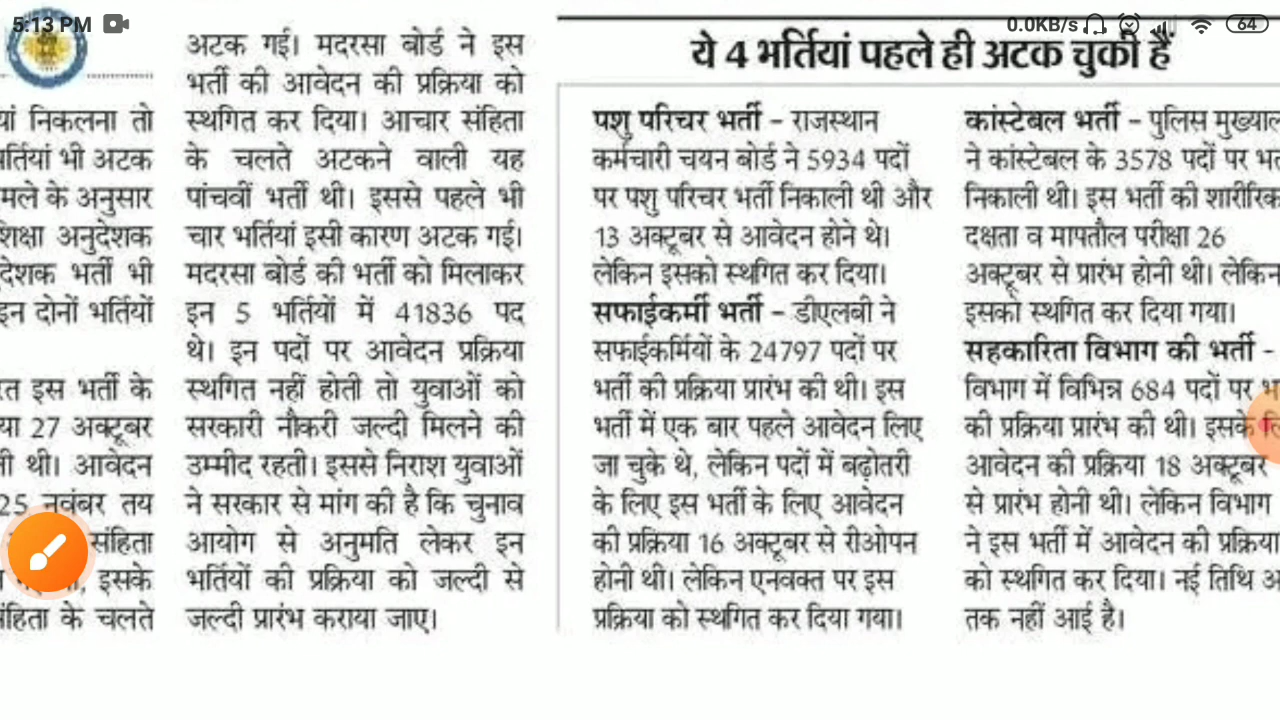 5:13 PM
0.0KB/s
64
यां निकलना तो
भर्तियां भी अटक
के अनुसार
शिक्षा अनुदेशक
भर्ती भी
इन दोनों भर्तियों
इस भर्ती के
27 अक्टूबर
थी। आवेदन
25 नवंबर तय
संहिता
इसके
के चलते
अटक गई। मदरसा बोर्ड ने इस
भर्ती की आवेदन की प्रक्रिया को
स्थगित कर दिया। आचार संहिता
के चलते अटकने वाली यह
पांचवीं भर्ती थी। इससे पहले भी
चार भर्तियां इसी कारण अटक गई।
मदरसा बोर्ड की भर्ती को मिलाकर
इन 5 भर्तियों में 41836 पद
थे। इन पदों पर आवेदन प्रक्रिया
स्थगित नहीं होती तो युवाओं को
सरकारी नौकरी जल्दी मिलने की
उम्मीद रहती। इससे निराश युवाओं
ने सरकार से मांग की है कि चुनाव
आयोग से अनुमति लेकर इन
भर्तियों की प्रक्रिया को जल्दी से
जल्दी प्रारंभ कराया जाए।
ये 4 भर्तियां पहले ही अटक चुकी हैं
पशु परिचर भर्ती – राजस्थान
कर्मचारी चयन बोर्ड ने 5934 पदों
पर पशु परिचर भर्ती निकाली थी और
13 अक्टूबर से आवेदन होने थे।
लेकिन इसको स्थगित कर दिया।
सफाईकर्मी भर्ती – डीएलबी ने
सफाईकर्मियों के 24797 पदों पर
भर्ती की प्रक्रिया प्रारंभ की थी। इस
भर्ती में एक बार पहले आवेदन लिए
जा चुके थे, लेकिन पदों में बढ़ोतरी
के लिए इस भर्ती के लिए आवेदन
की प्रक्रिया 16 अक्टूबर से रीओपन
होनी थी। लेकिन एनवक्त पर इस
प्रक्रिया को स्थगित कर दिया गया।
कांस्टेबल भर्ती – पुलिस
ने कांस्टेबल के 3578 पदों पर
निकाली थी। इस भर्ती की शारीरिक
दक्षता व मापतौल परीक्षा 26
अक्टूबर से प्रारंभ होनी थी। लेकिन
इसको स्थगित कर दिया गया।
सहकारिता विभाग की भर्ती –
विभाग में विभिन्न 684 पदों पर
की प्रक्रिया प्रारंभ की थी। इसके
आवेदन की प्रक्रिया 18 अक्टूबर
से प्रारंभ होनी थी। लेकिन विभाग
ने इस भर्ती में आवेदन की प्रक्रिया
को स्थगित कर दिया। नई तिथि
तक नहीं आई है।